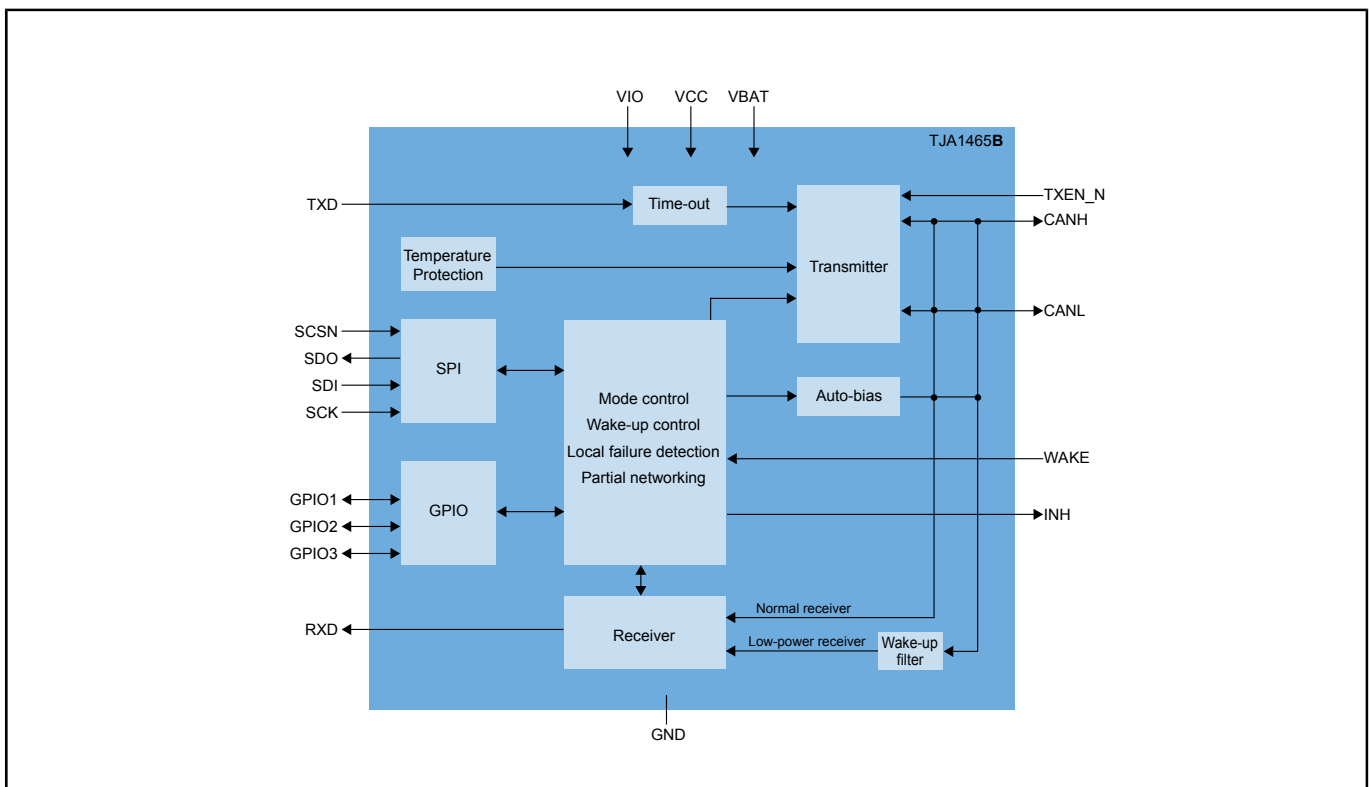 VIO VCC VBAT
TJA1465B
TXD
Time-out
TXEN_N
CANH
Temperature
Protection
Transmitter
CANL
SCSN
SDO
SDI
SCK
SPI
Mode control
Wake-up control
Local failure detection
Partial networking
Auto-bias
WAKE
GPIO1
GPIO2
GPIO3
GPIO
INH
RXD
Receiver
Normal receiver
Low-power receiver
Wake-up
filter
GND